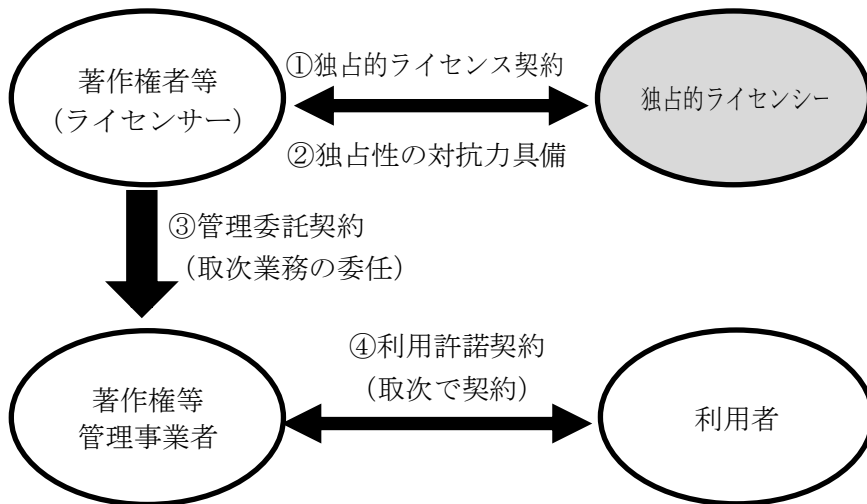 著作権者等
(ライセンサー)
①独占的ライセンス契約
②独占性の対抗力具備
独占的ライセンシー
③管理委託契約
(取次業務の委任)
著作権等
管理事業者
④利用許諾契約
(取次で契約)
利用者